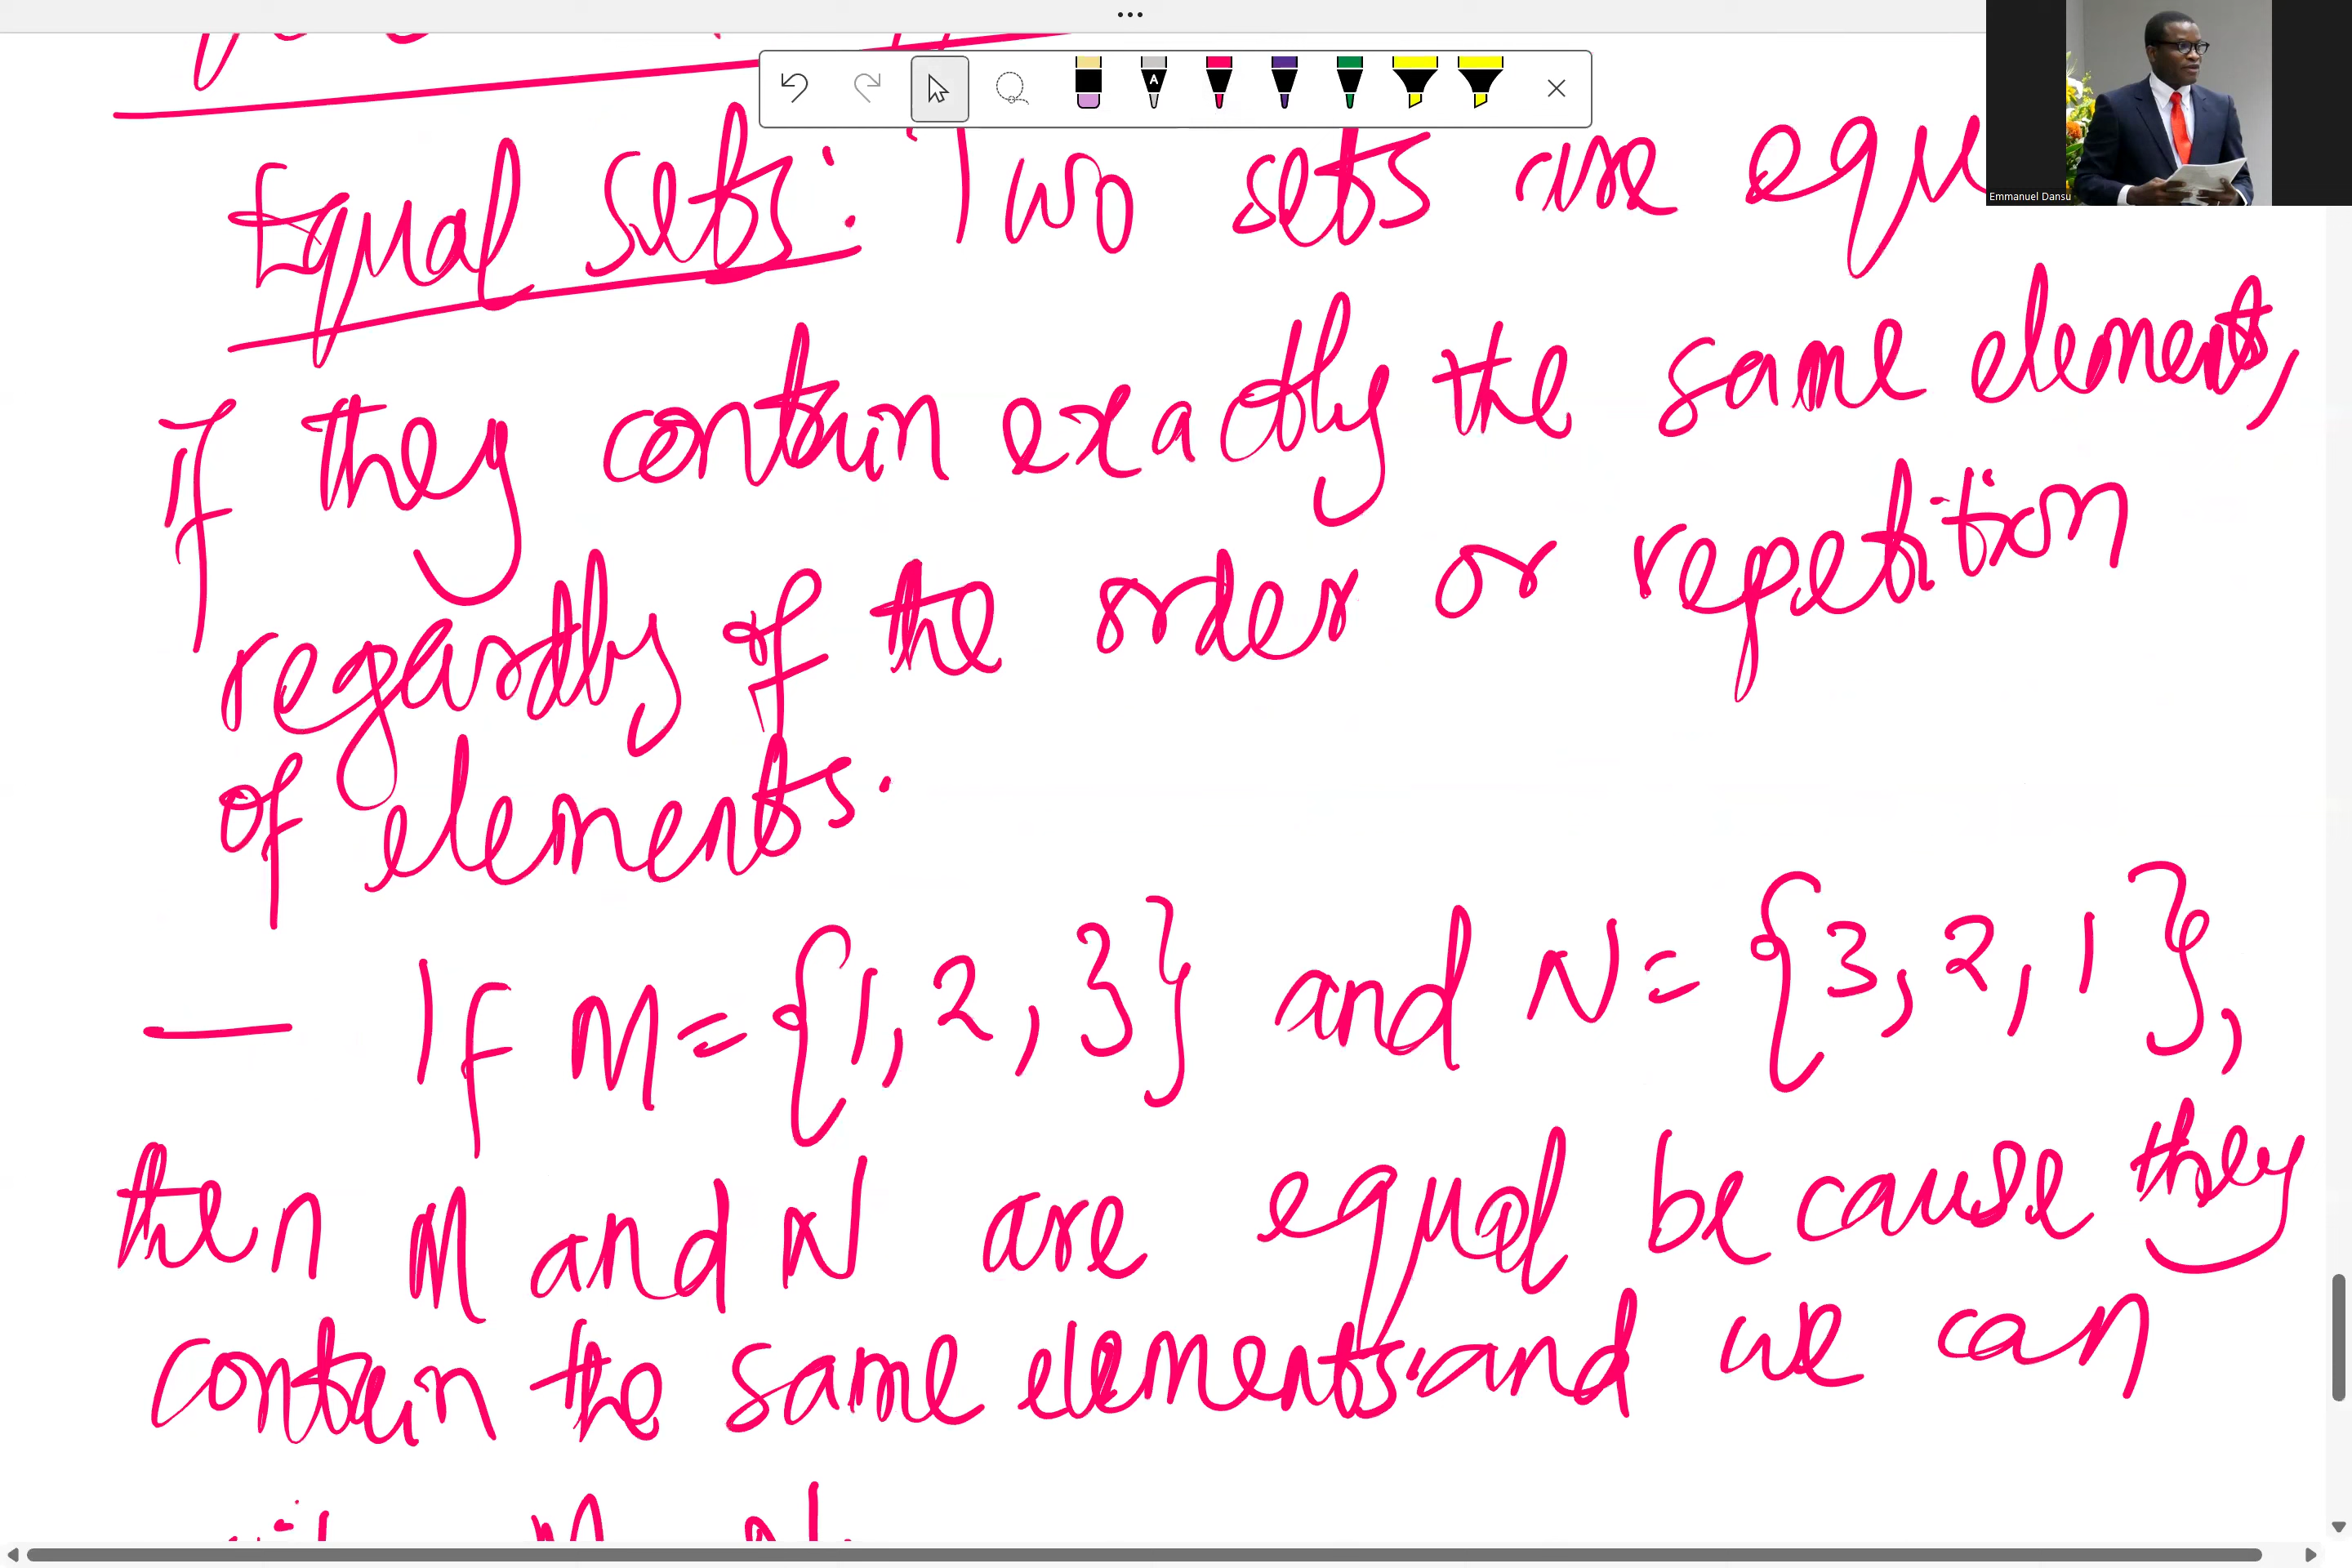 Equal Sets: Two sets are equ
Emmanuel Dansu
if they contain exactly the same elements,
regardly of the order or repetition
of elements.
— If M = {1, 2, 3} and N = {3, 2, 1},
then M and N are equal because they
contain the same elements and we can